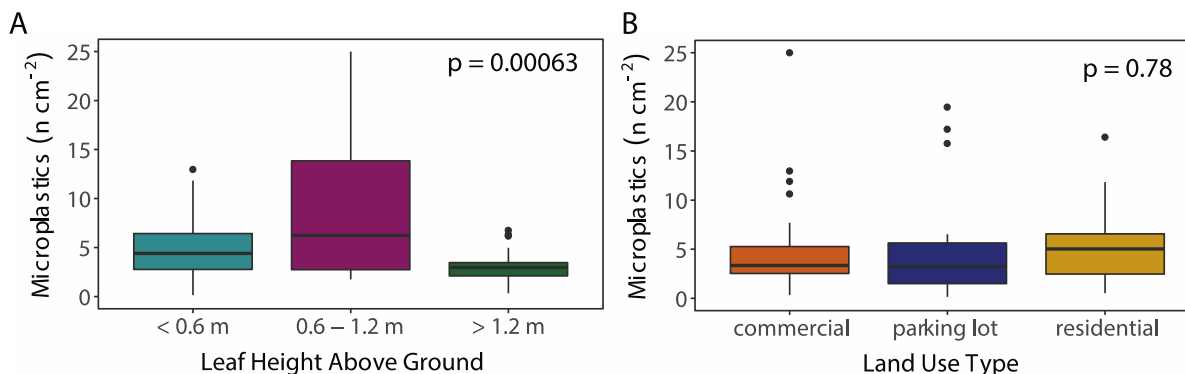 A
Microplastics (n cm⁻²)
25
20
15
10
5
0
p = 0.00063
< 0.6 m
0.6 – 1.2 m
> 1.2 m
Leaf Height Above Ground
B
Microplastics (n cm⁻²)
25
20
15
10
5
0
p = 0.78
commercial
parking lot
residential
Land Use Type